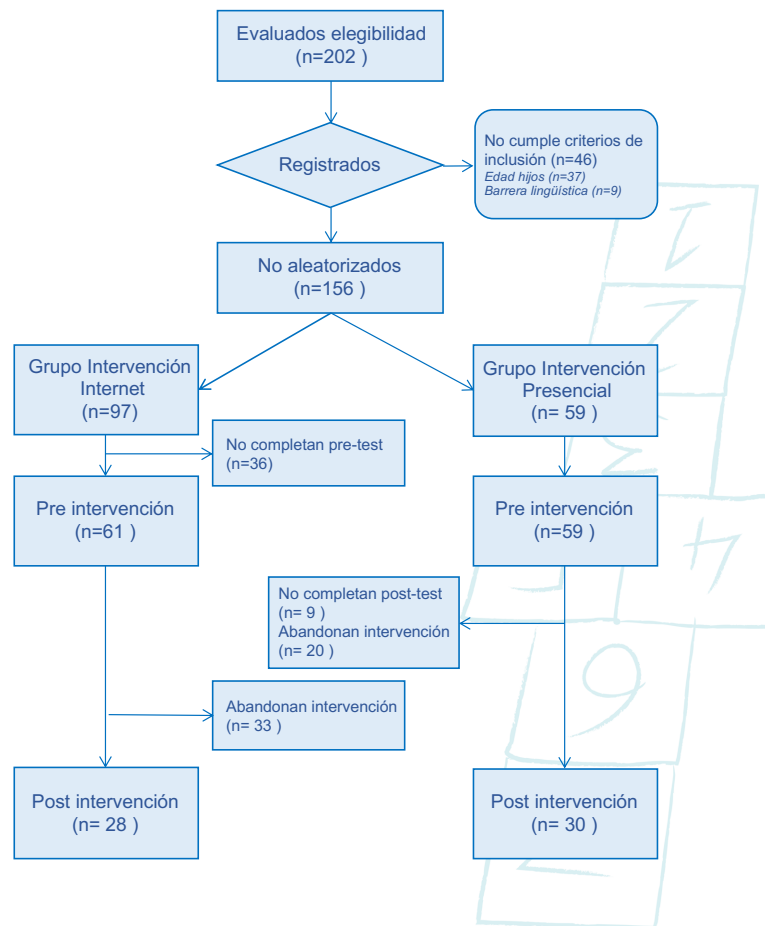 Evaluados elegibilidad
(n=202 )
Registrados
No cumple criterios de
inclusión (n=46)
Edad hijos (n=37)
Barrera lingüistica (n=9)
No aleatorizados
(n=156 )
Grupo Intervención
Internet
(n=97)
Grupo Intervención
Presencial
(n= 59 )
No completan pre-test
(n=36)
Pre intervención
(n=61 )
Pre intervención
(n=59 )
No completan post-test
(n= 9 )
Abandonan intervención
(n= 20 )
Abandonan intervención
(n= 33 )
Post intervención
(n= 28 )
Post intervención
(n= 30 )